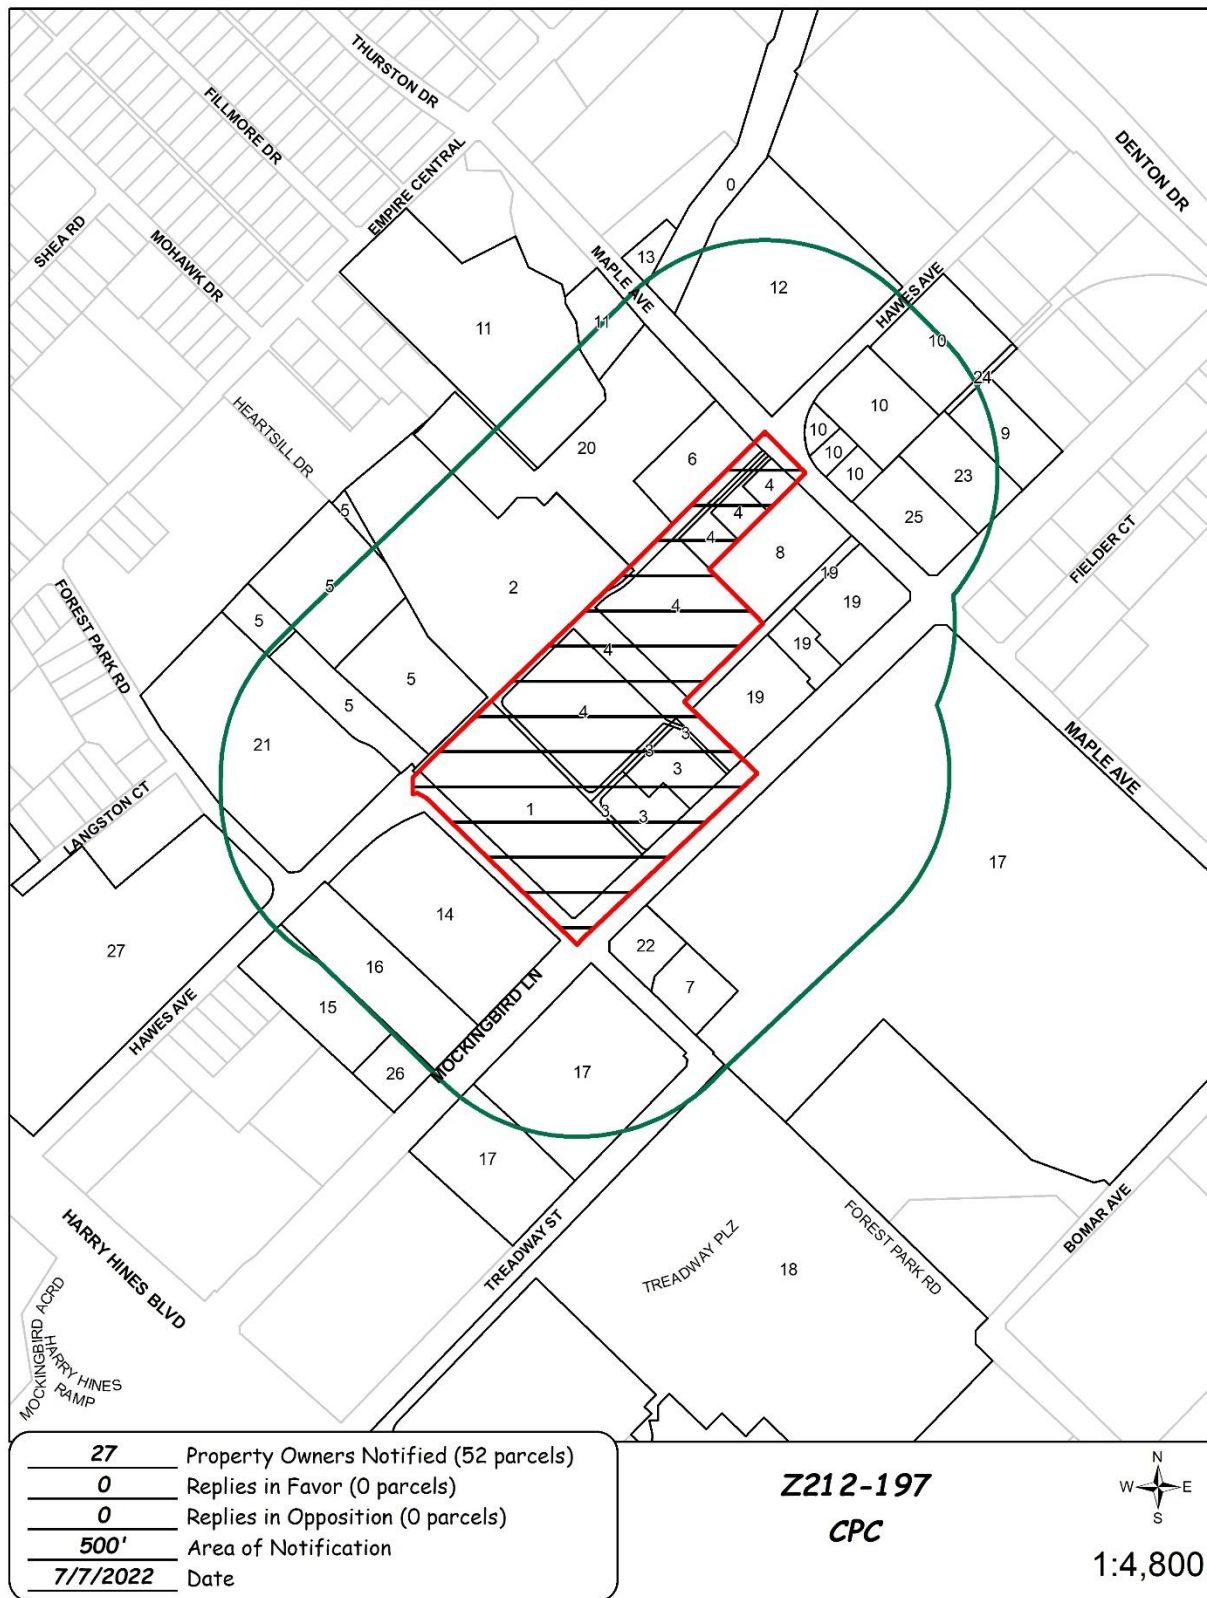 THURSTON DR
FILLMORE DR
EMPIRE CENTRAL
DENTON DR
SHEA RD
MOHAWK DR
0
13
MAPLE AVE
12
HAWES AVE
11
11
10
24
10
9
HEARTSILL DR
10
20
6
10
10
23
4
5
4
25
4
8
FIELDER CT
19
5
2
4
19
FOREST PARK RD
5
4
19
5
19
5
4
3
21
3
MAPLE AVE
3
LANGSTON CT
1
3
3
17
14
22
27
16
7
15
MOCKINGBIRD LN
HAWES AVE
26
17
17
BOMAR AVE
HARRY HINES BLVD
TREADWAY ST
TREADWAY PLZ
FOREST PARK RD
18
MOCKINGBIRD ACRD
HARRY HINES
RAMP
27 Property Owners Notified (52 parcels)
0 Replies in Favor (0 parcels)
0 Replies in Opposition (0 parcels)
500' Area of Notification
7/7/2022 Date
Z212-197
CPC
N
W E
S
1:4,800